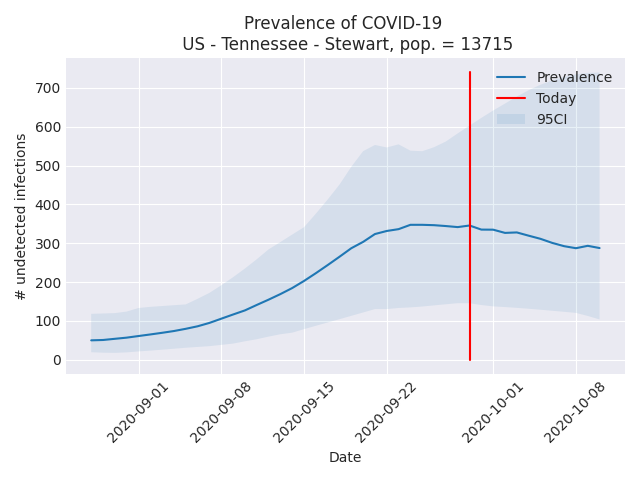 Prevalence of COVID-19
US - Tennessee - Stewart, pop. = 13715
Prevalence
Today
95CI
# undetected infections
700
600
500
400
300
200
100
0
2020-09-01
2020-09-08
2020-09-15
2020-09-22
2020-10-01
2020-10-08
Date